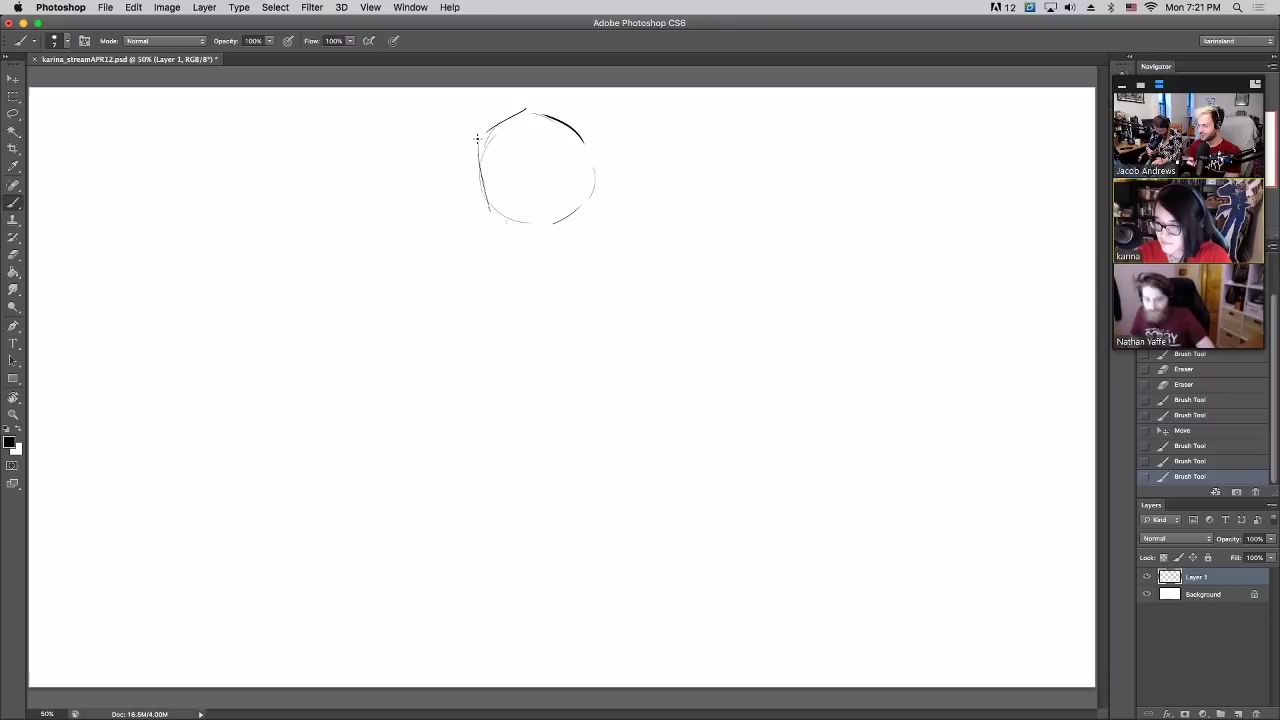 Photoshop File Edit Image Layer Type Select Filter 3D View Window Help
12 Mon 7:21 PM
Adobe Photoshop CS6
7 Mode: Normal Opacity: 100% Flow: 100% karinaland
× karina_streamAPR12.psd @ 50% (Layer 1, RGB/8*) *
Navigator
Jacob Andrews
karina
Nathan Yaffe
Brush Tool
Eraser
Eraser
Brush Tool
Brush Tool
Move
Brush Tool
Brush Tool
Brush Tool
Layers
Kind
Normal Opacity: 100%
Lock: Fill: 100%
Layer 1
Background
50% Doc: 16.5M/4.00M